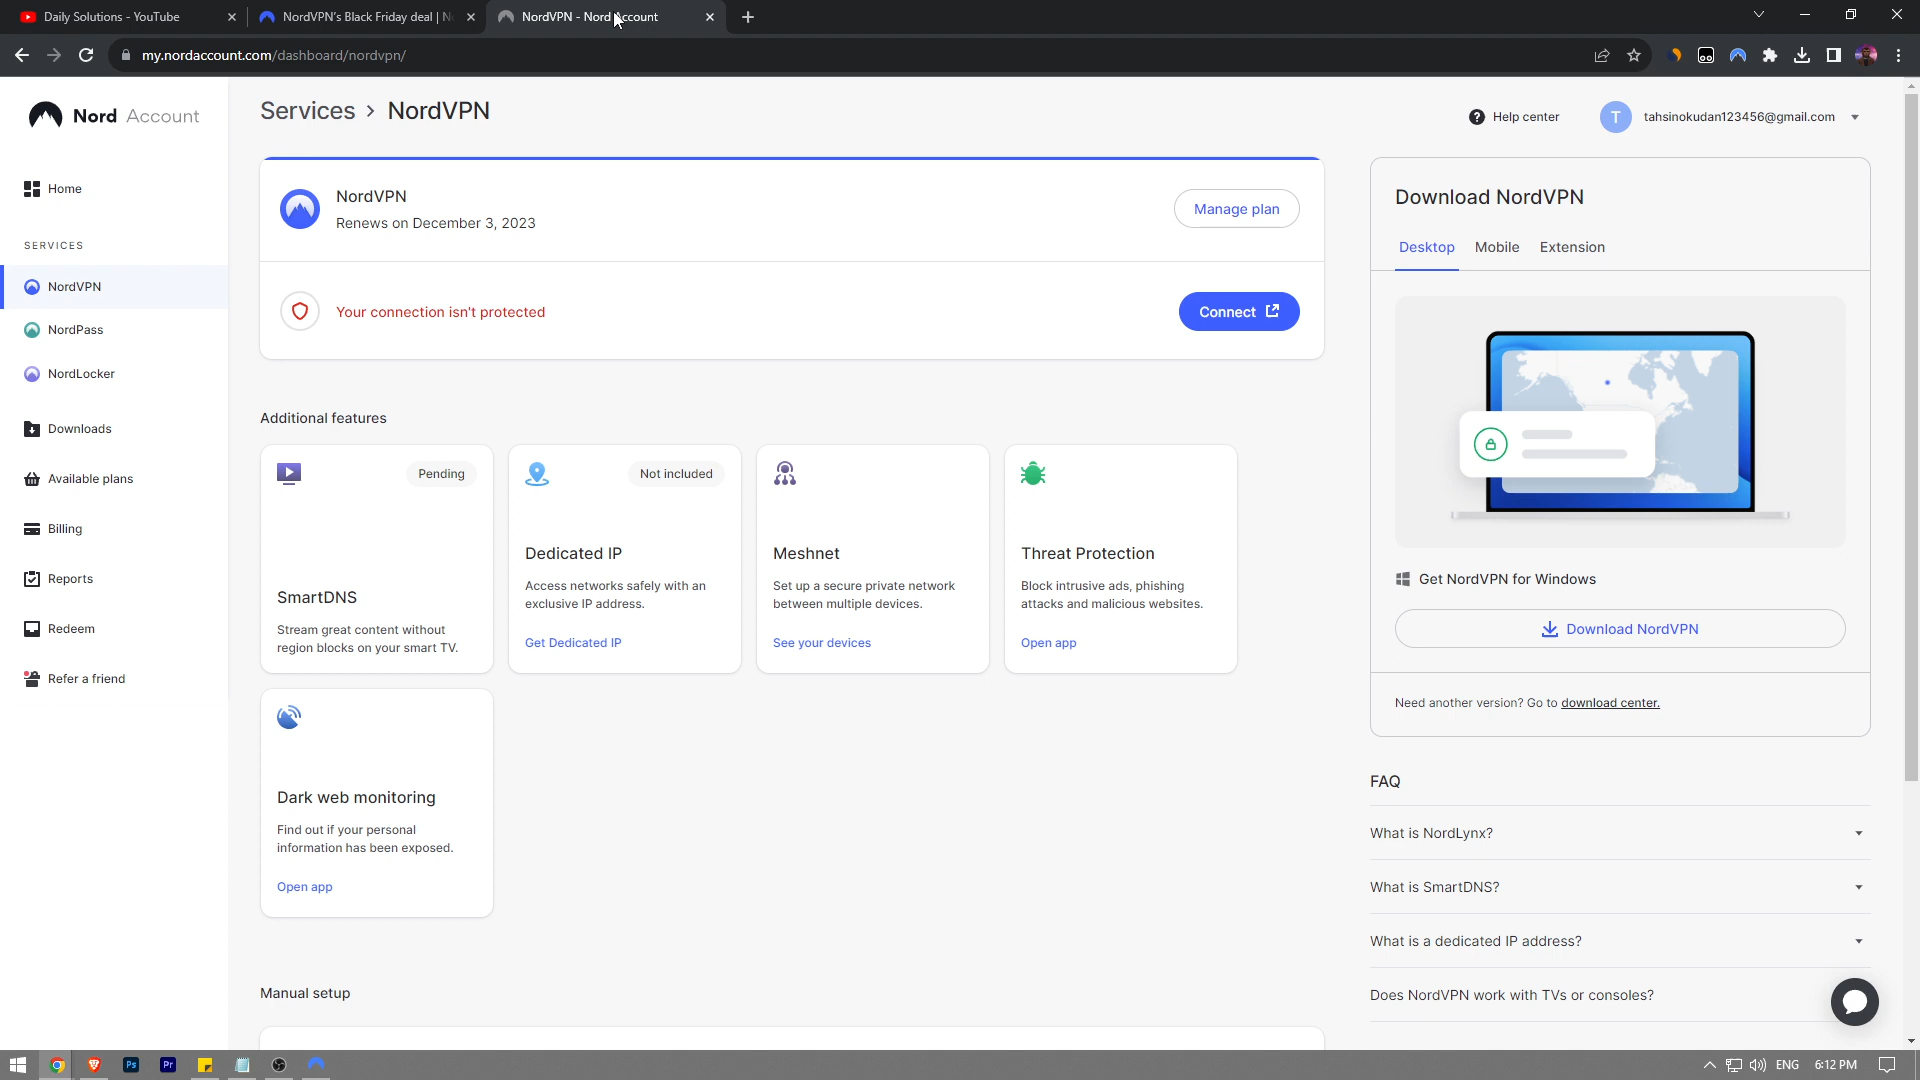 Daily Solutions - YouTube
NordVPN's Black Friday deal | N
NordVPN - Nord Account
my.nordaccount.com/dashboard/nordvpn/
Nord Account
Services > NordVPN
Help center
T
tahsinokudan123456@gmail.com
Home
SERVICES
NordVPN
NordPass
NordLocker
Downloads
Available plans
Billing
Reports
Redeem
Refer a friend
NordVPN
Renews on December 3, 2023
Manage plan
Your connection isn't protected
Connect
Additional features
Pending
SmartDNS
Stream great content without
region blocks on your smart TV.
Not included
Dedicated IP
Access networks safely with an
exclusive IP address.
Get Dedicated IP
Meshnet
Set up a secure private network
between multiple devices.
See your devices
Threat Protection
Block intrusive ads, phishing
attacks and malicious websites.
Open app
Dark web monitoring
Find out if your personal
information has been exposed.
Open app
Manual setup
Download NordVPN
Desktop
Mobile
Extension
Get NordVPN for Windows
Download NordVPN
Need another version? Go to download center.
FAQ
What is NordLynx?
What is SmartDNS?
What is a dedicated IP address?
Does NordVPN work with TVs or consoles?
Ps
Pr
ENG
6:12 PM